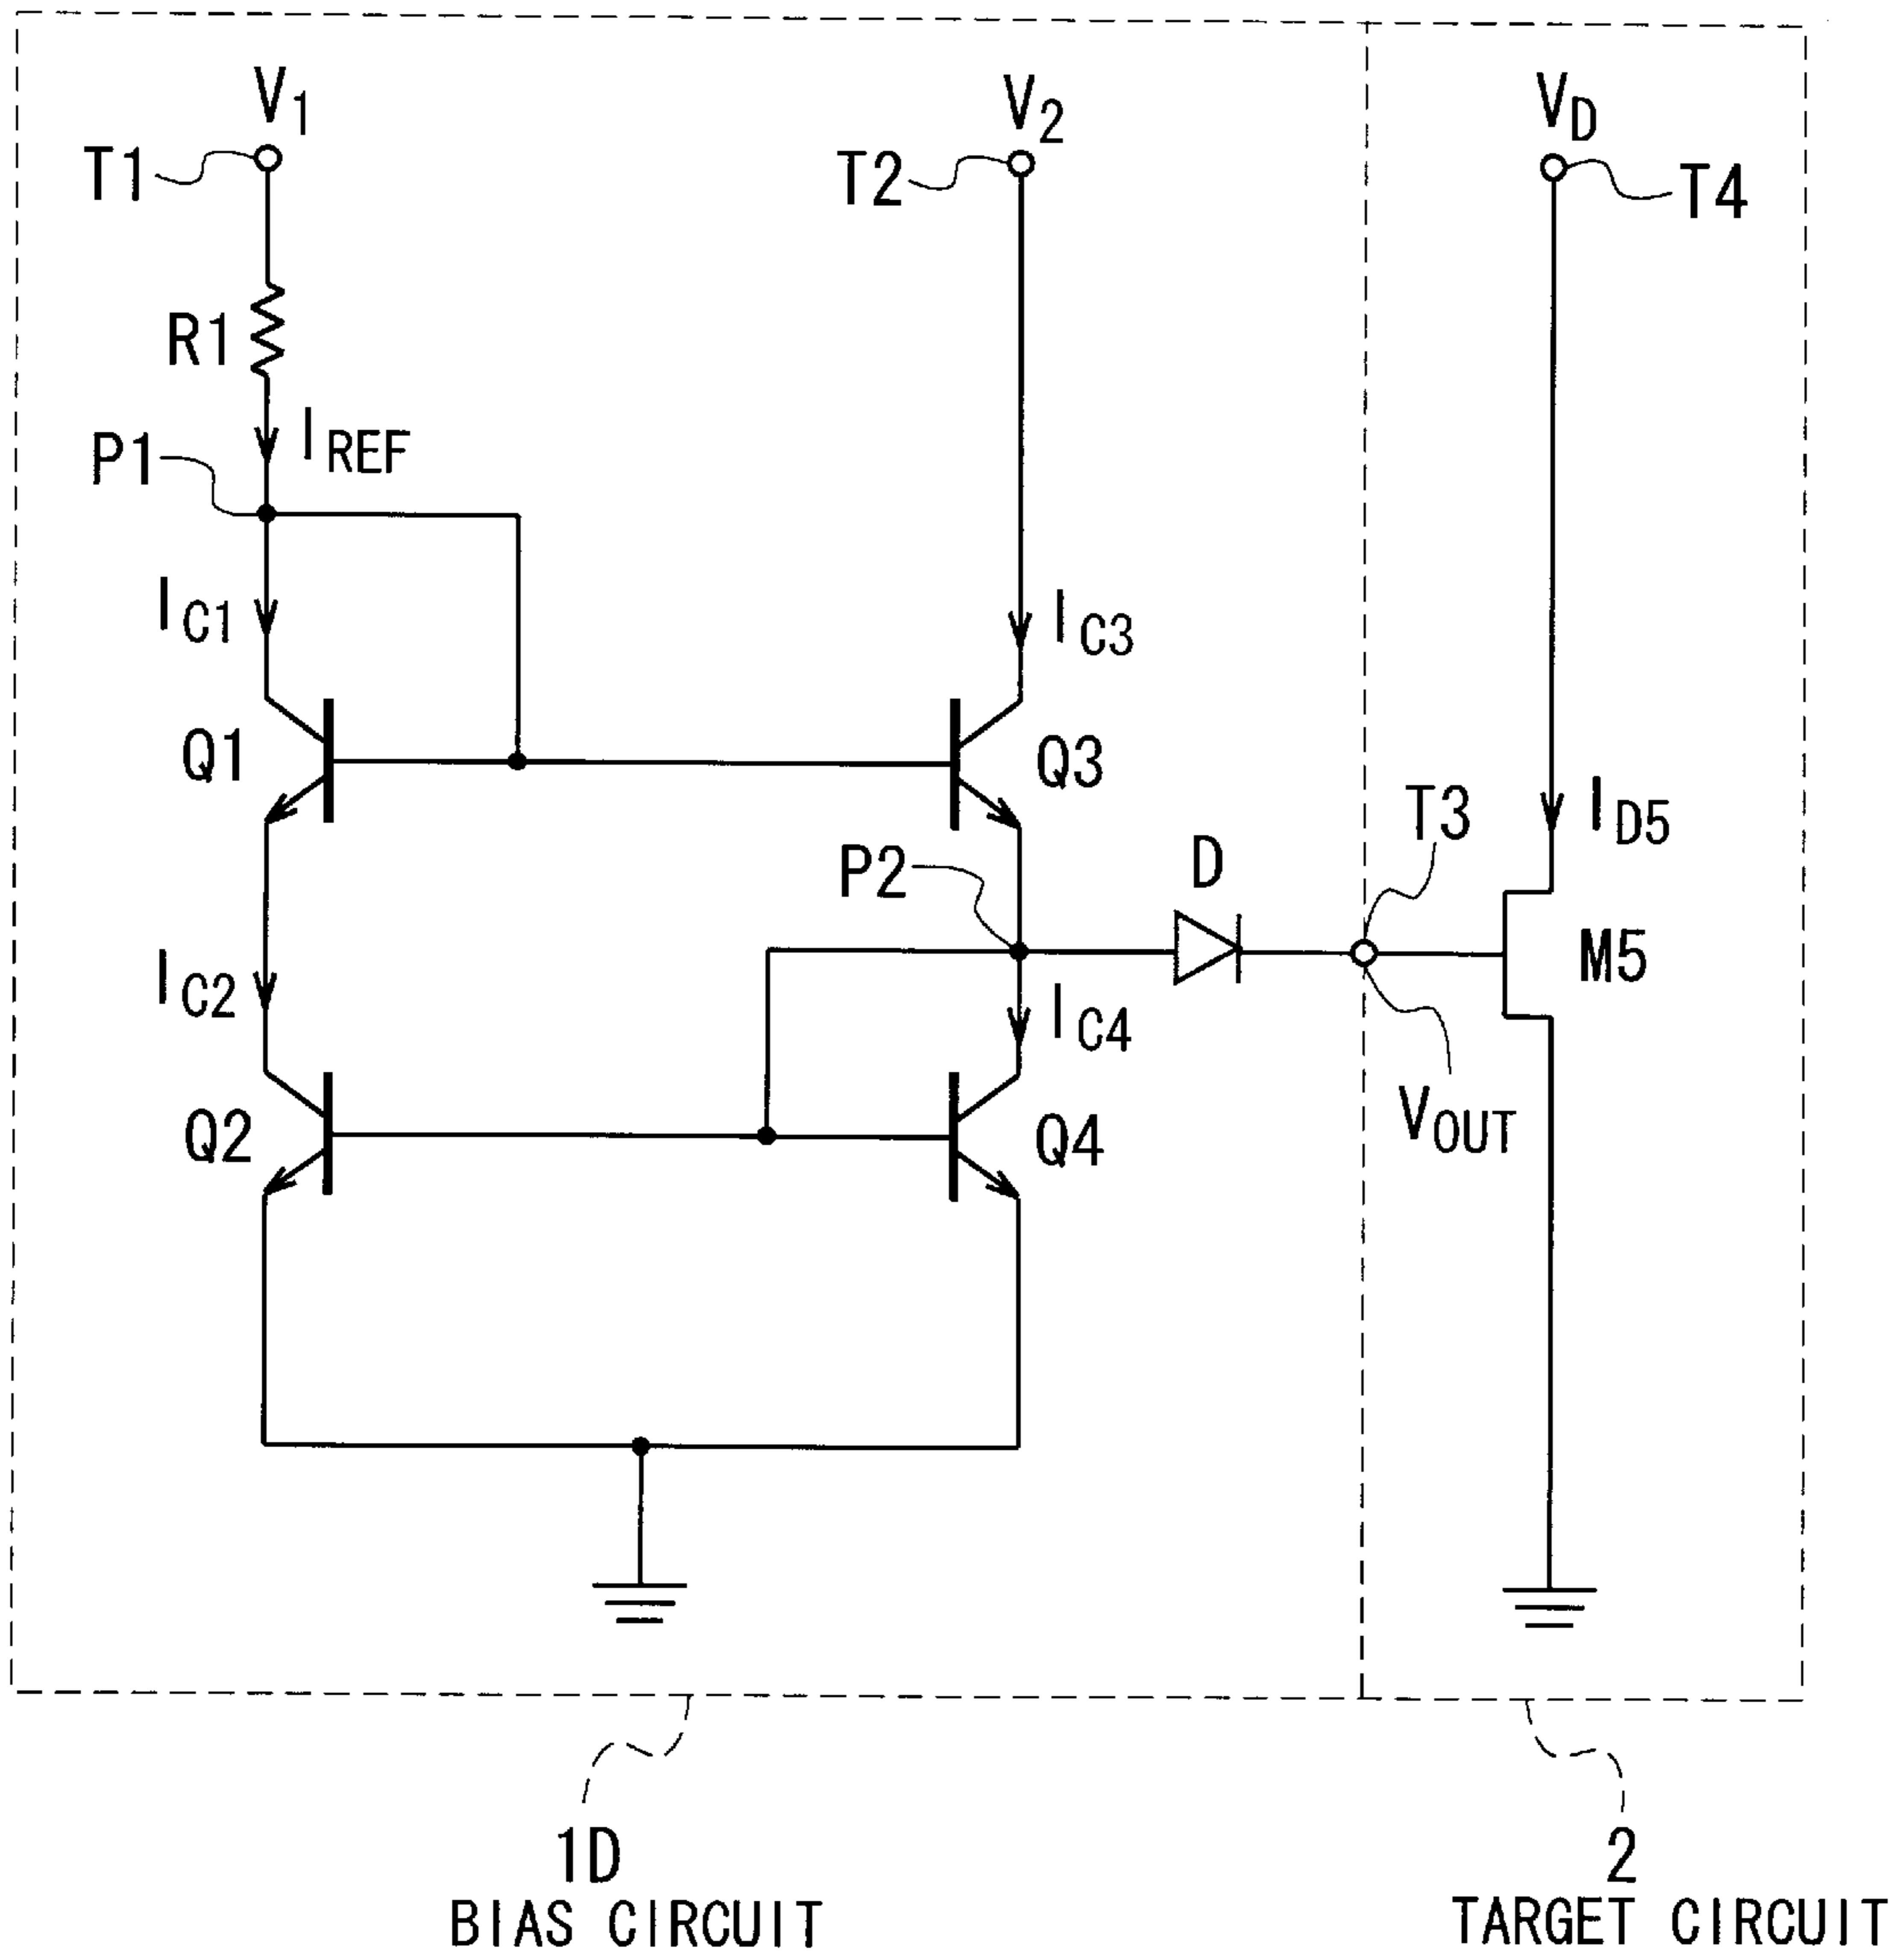 V1
V2
VD
T1
T2
T4
R1
IREF
P1
IC1
IC3
Q1
Q3
T3
ID5
P2
D
IC2
IC4
M5
VOUT
Q2
Q4
1D
BIAS CIRCUIT
2
TARGET CIRCUIT